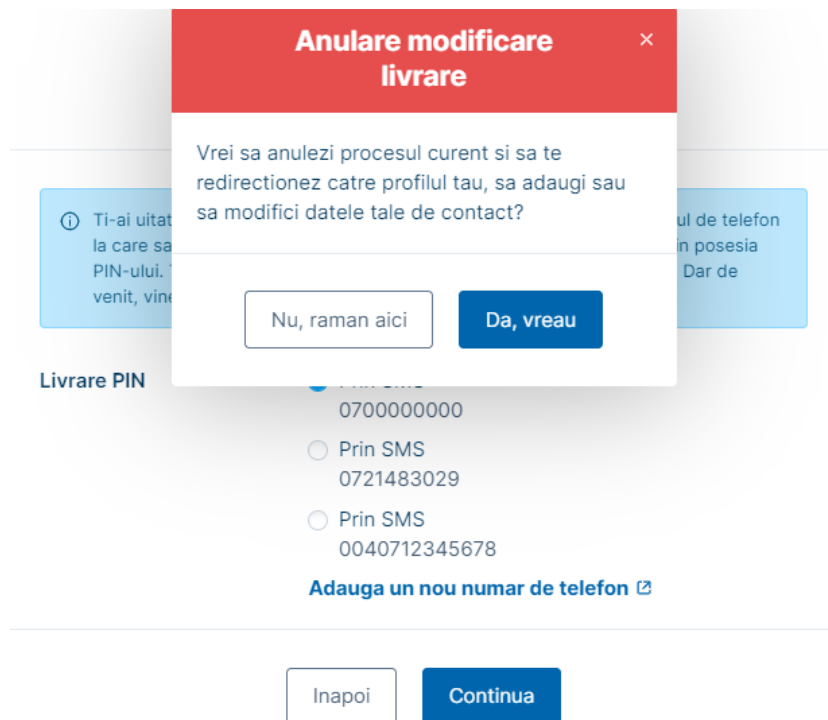 Anulare modificare
livrare
×
Vrei sa anulezi procesul curent si sa te
redirectionez catre profilul tau, sa adaugi sau
sa modifici datele tale de contact?
Nu, raman aici
Da, vreau
Ti-ai uitat ul de telefon
la care sa in posesia
PIN-ului. Dar de
venit, vine
Livrare PIN
Prin SMS
0700000000
Prin SMS
0721483029
Prin SMS
0040712345678
Adauga un nou numar de telefon
Inapoi
Continua